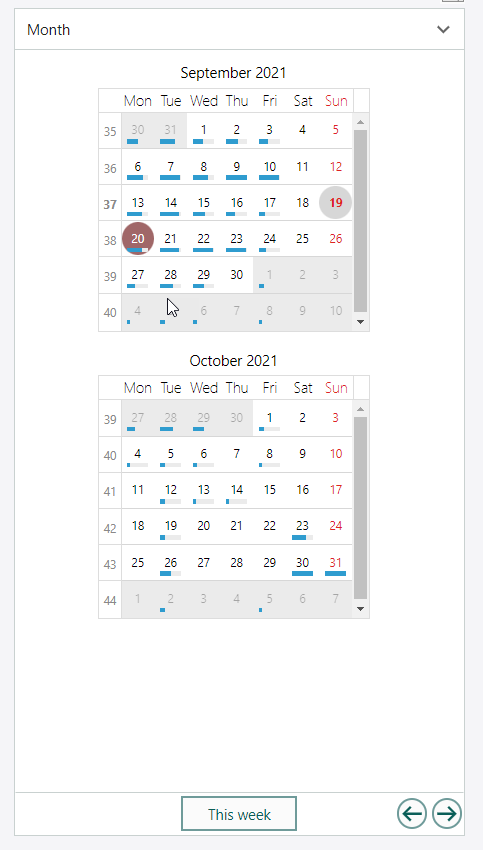 Month
September 2021
Mon Tue Wed Thu Fri Sat Sun
35 30 31 1 2 3 4 5
36 6 7 8 9 10 11 12
37 13 14 15 16 17 18 19
38 20 21 22 23 24 25 26
39 27 28 29 30 1 2 3
40 4 5 6 7 8 9 10
October 2021
Mon Tue Wed Thu Fri Sat Sun
39 27 28 29 30 1 2 3
40 4 5 6 7 8 9 10
41 11 12 13 14 15 16 17
42 18 19 20 21 22 23 24
43 25 26 27 28 29 30 31
44 1 2 3 4 5 6 7
This week